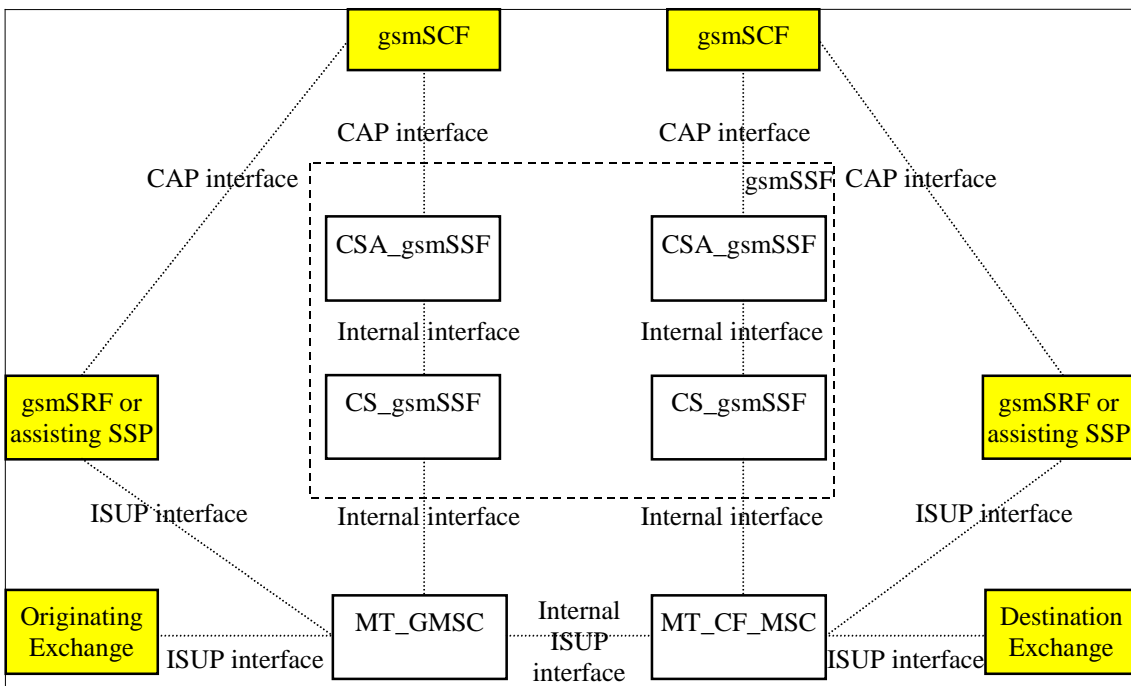 gsmSCF
gsmSCF
CAP interface
CAP interface
CAP interface
gsmSSF
CAP interface
CSA_gsmSSF
CSA_gsmSSF
Internal interface
Internal interface
gsmSRF or
assisting SSP
CS_gsmSSF
CS_gsmSSF
gsmSRF or
assisting SSP
ISUP interface
Internal interface
Internal interface
ISUP interface
Originating
Exchange
MT_GMSC
Internal
ISUP
interface
MT_CF_MSC
Destination
Exchange
ISUP interface
ISUP interface